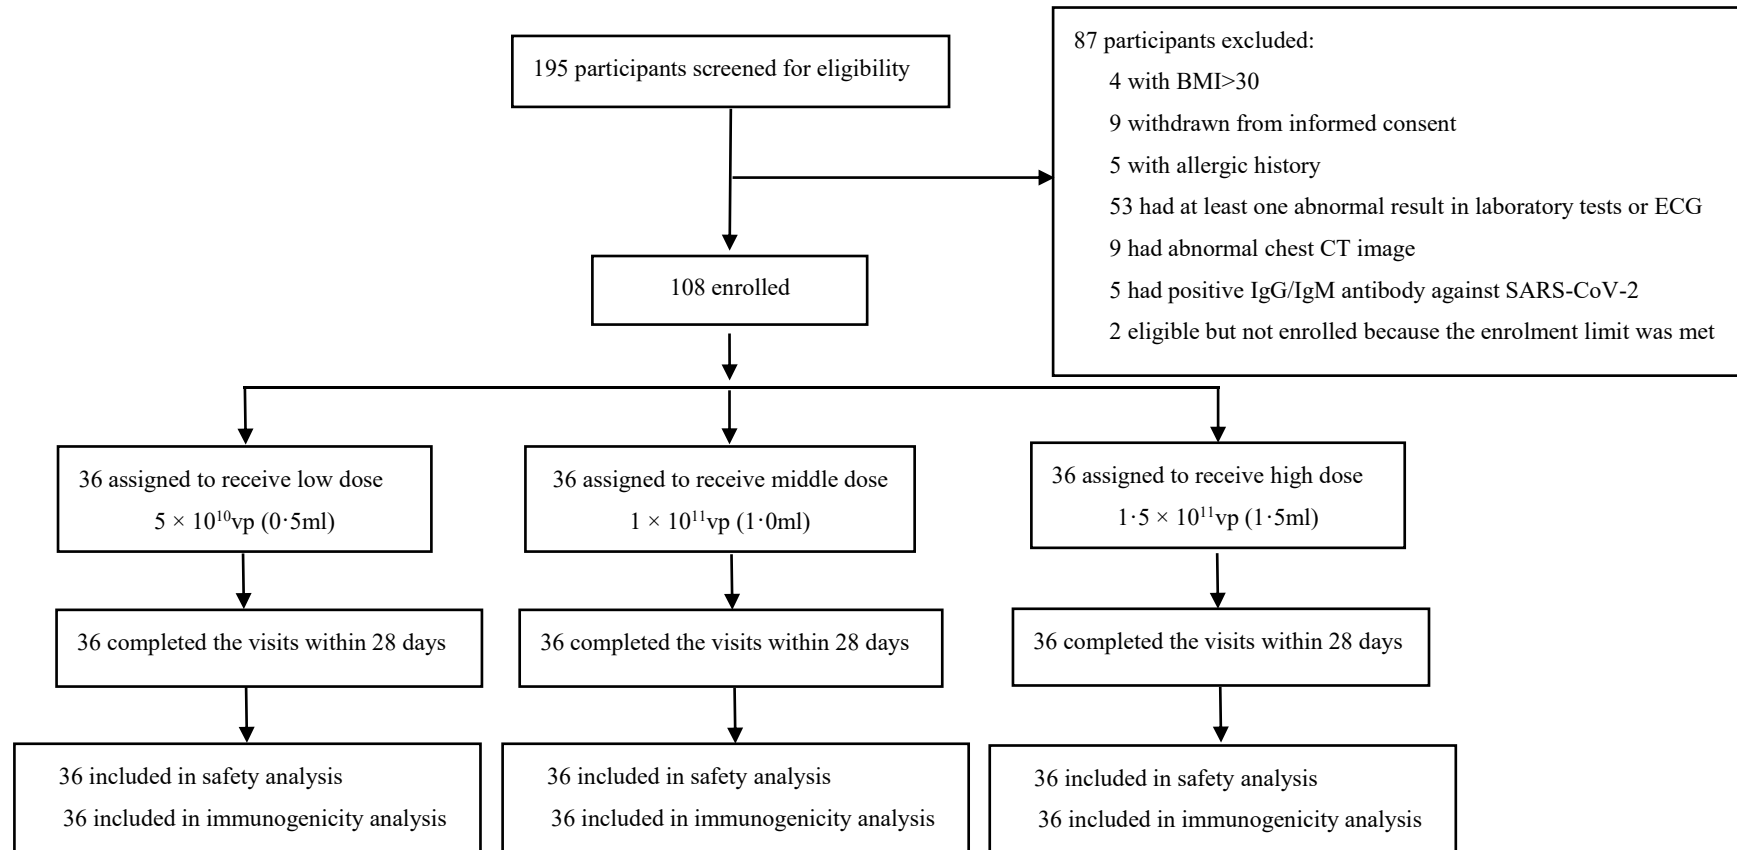 195 participants screened for eligibility
87 participants excluded:
4 with BMI>30
9 withdrawn from informed consent
5 with allergic history
53 had at least one abnormal result in laboratory tests or ECG
9 had abnormal chest CT image
5 had positive IgG/IgM antibody against SARS-CoV-2
2 eligible but not enrolled because the enrolment limit was met
108 enrolled
36 assigned to receive low dose
5 × 10¹⁰vp (0·5ml)
36 assigned to receive middle dose
1 × 10¹¹vp (1·0ml)
36 assigned to receive high dose
1·5 × 10¹¹vp (1·5ml)
36 completed the visits within 28 days
36 completed the visits within 28 days
36 completed the visits within 28 days
36 included in safety analysis
36 included in immunogenicity analysis
36 included in safety analysis
36 included in immunogenicity analysis
36 included in safety analysis
36 included in immunogenicity analysis